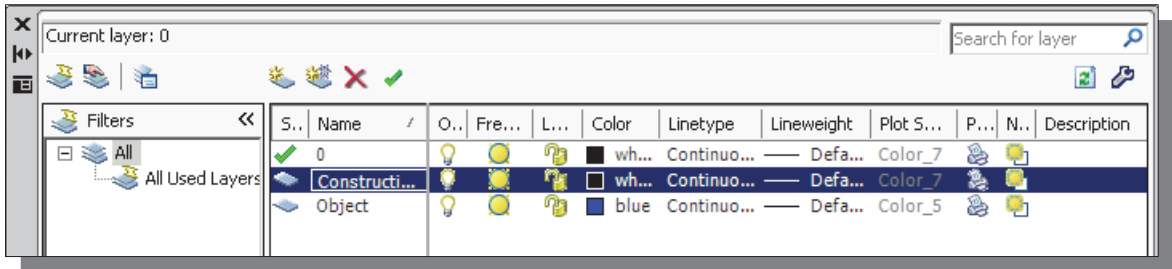 Current layer: 0
Search for layer
Filters
S.. Name O.. Fre... L... Color Linetype Lineweight Plot S... P... N.. Description
All
0 wh... Continuo... Defa... Color_7
All Used Layers Constructi... wh... Continuo... Defa... Color_7
Object blue Continuo... Defa... Color_5